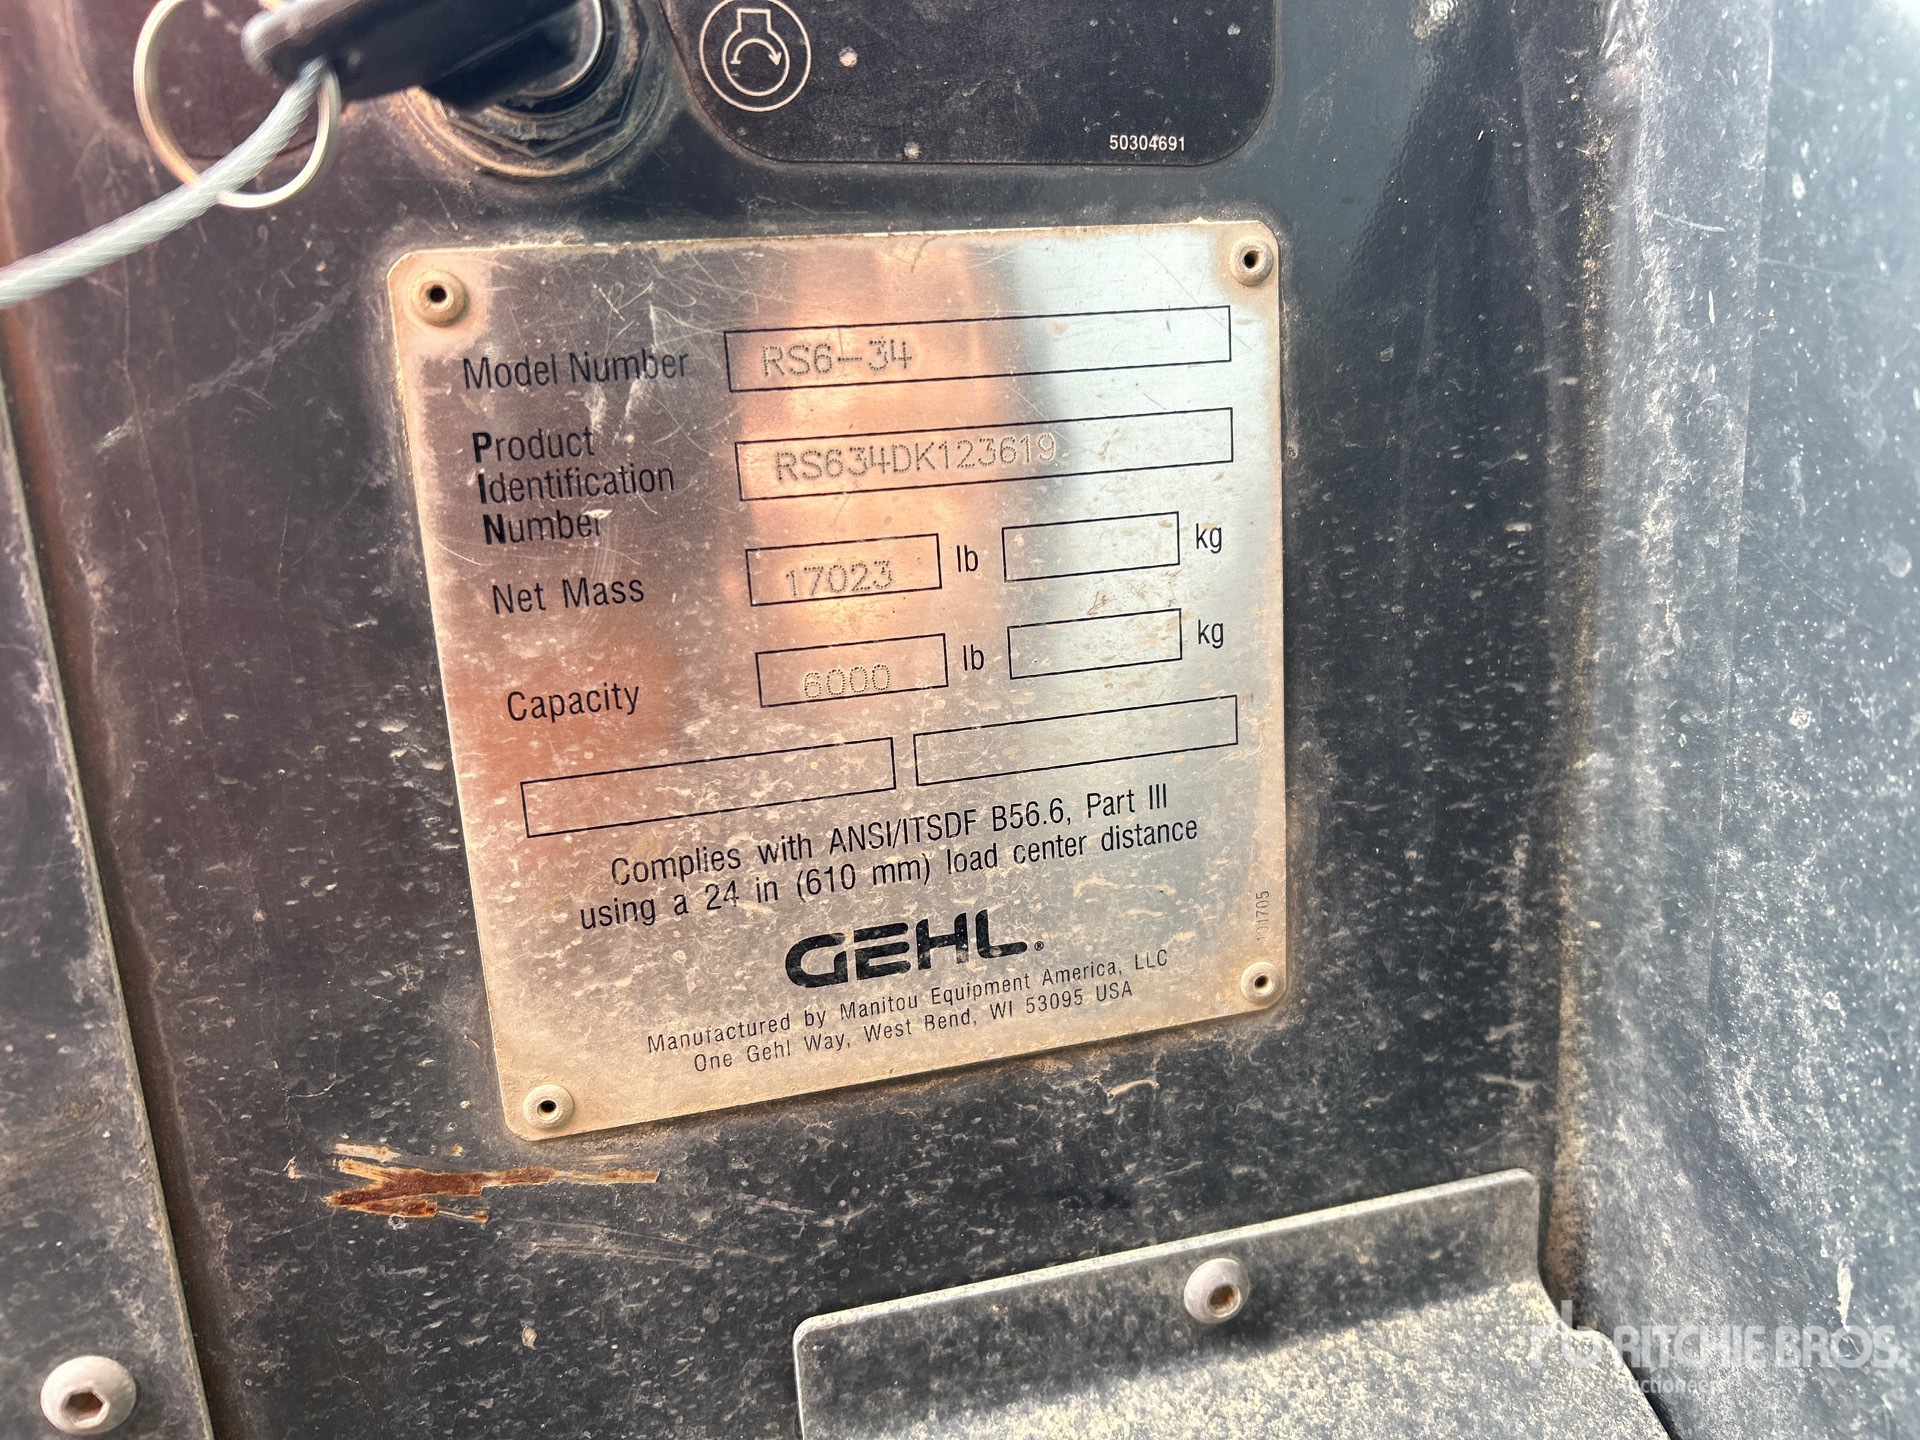 50304691
Model Number RS6-34
Product
Identification
Number
RS634DK123619
Net Mass 17023 lb kg
Capacity 6000 lb kg
Complies with ANSI/ITSDF B56.6, Part III
using a 24 in (610 mm) load center distance
GEHL®
Manufactured by Manitou Equipment America, LLC
One Gehl Way, West Bend, WI 53095 USA
101705
rb RITCHIE BROS.
Auctioneers